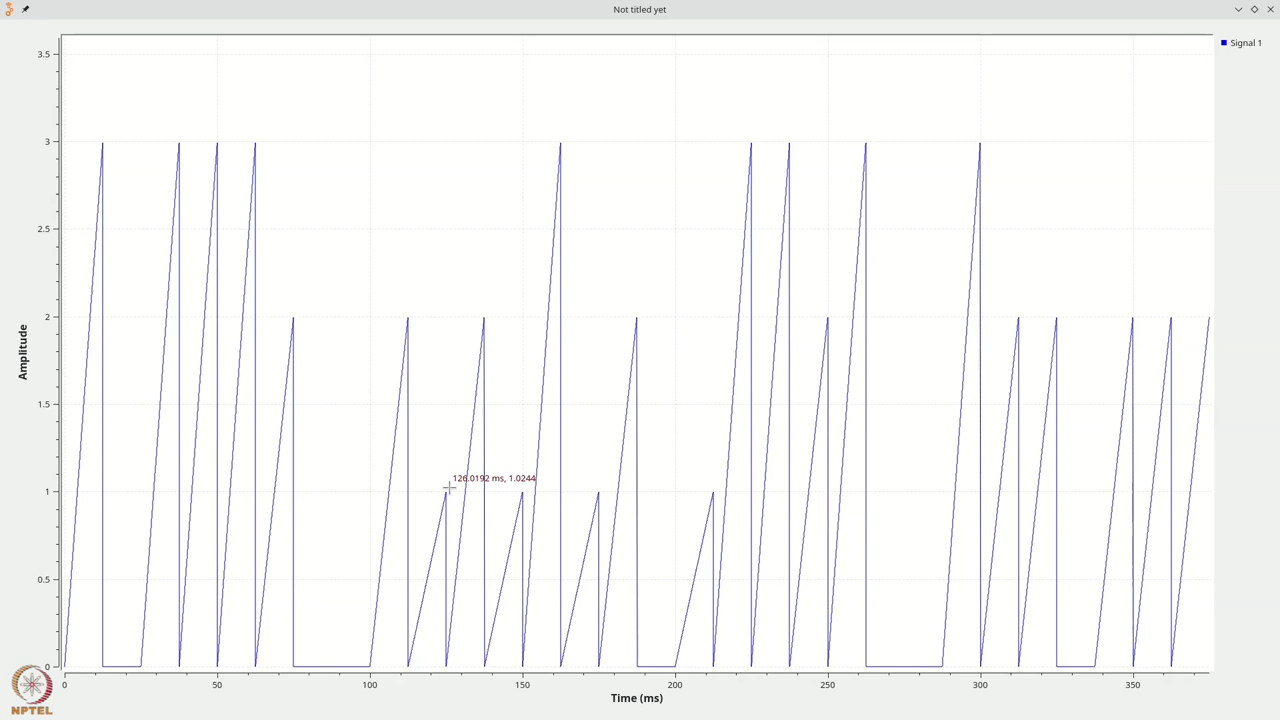 Not titled yet
Signal 1
3.5
3
2.5
2
1.5
1
0.5
0
Amplitude
126.0192 ms, 1.0244
0 50 100 150 200 250 300 350
Time (ms)
NPTEL